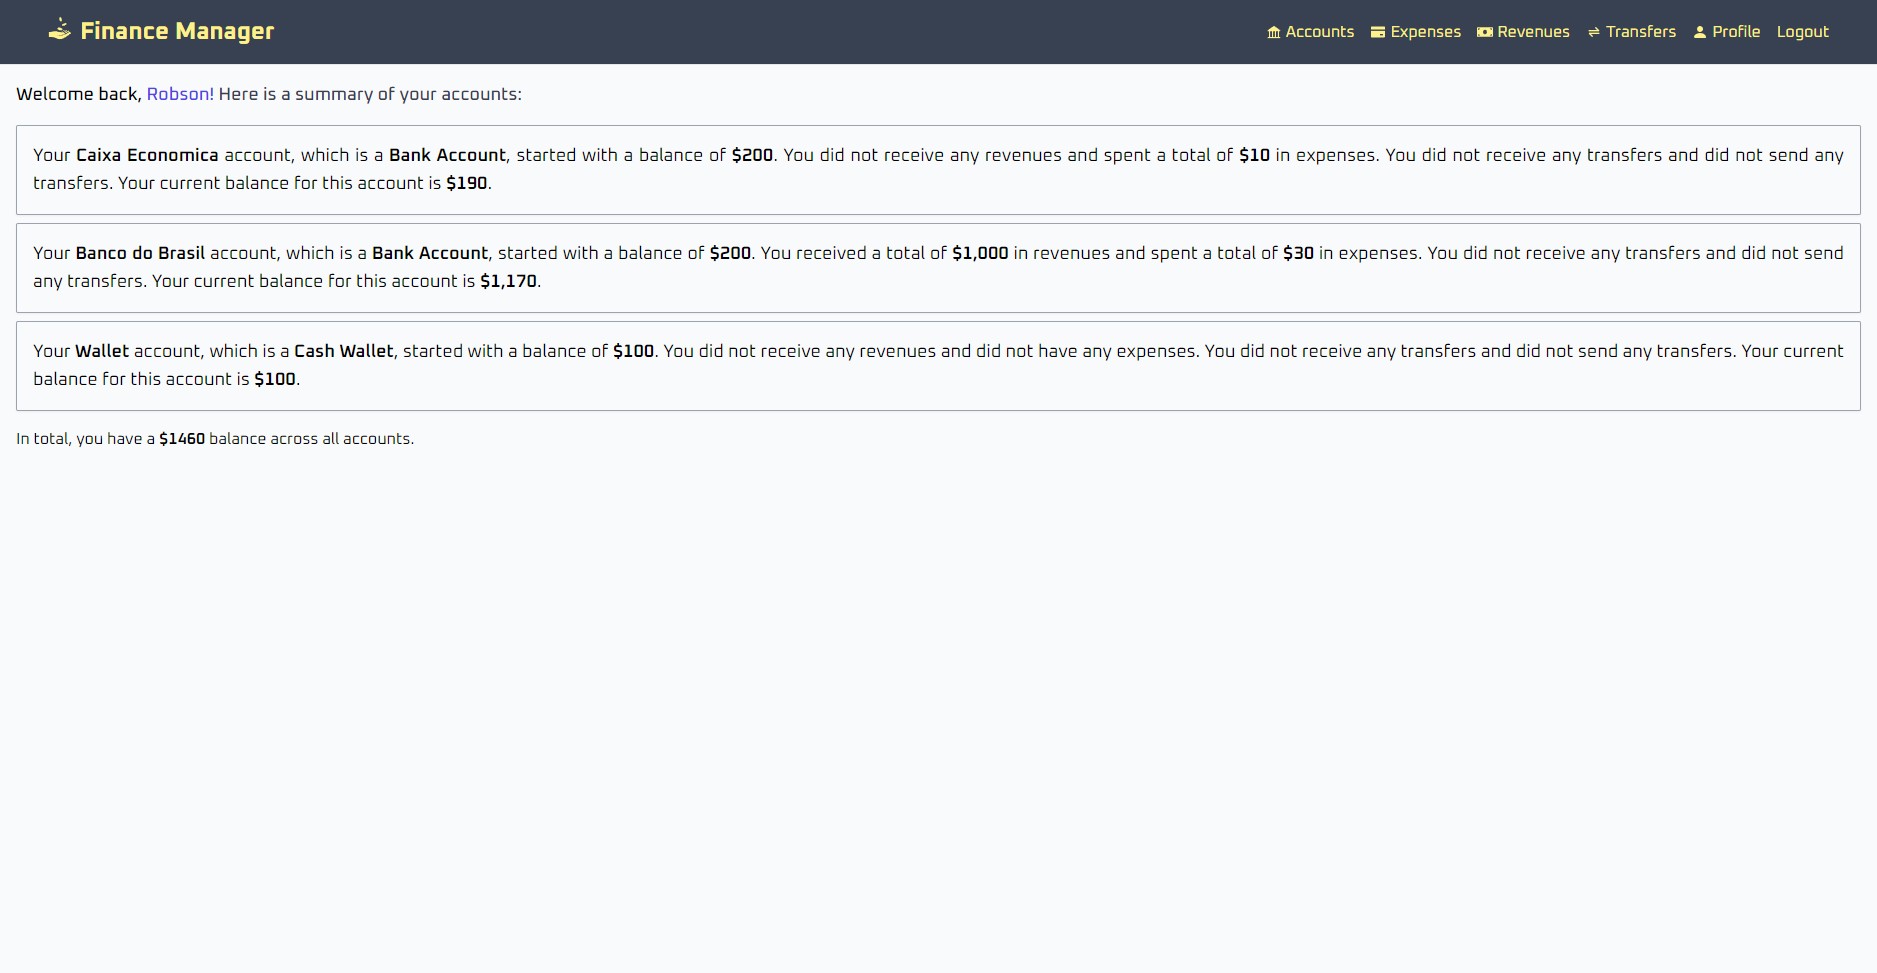 Finance Manager
Accounts Expenses Revenues Transfers Profile Logout
Welcome back, Robson! Here is a summary of your accounts:
Your Caixa Economica account, which is a Bank Account, started with a balance of $200. You did not receive any revenues and spent a total of $10 in expenses. You did not receive any transfers and did not send any
transfers. Your current balance for this account is $190.
Your Banco do Brasil account, which is a Bank Account, started with a balance of $200. You received a total of $1,000 in revenues and spent a total of $30 in expenses. You did not receive any transfers and did not send
any transfers. Your current balance for this account is $1,170.
Your Wallet account, which is a Cash Wallet, started with a balance of $100. You did not receive any revenues and did not have any expenses. You did not receive any transfers and did not send any transfers. Your current
balance for this account is $100.
In total, you have a $1460 balance across all accounts.